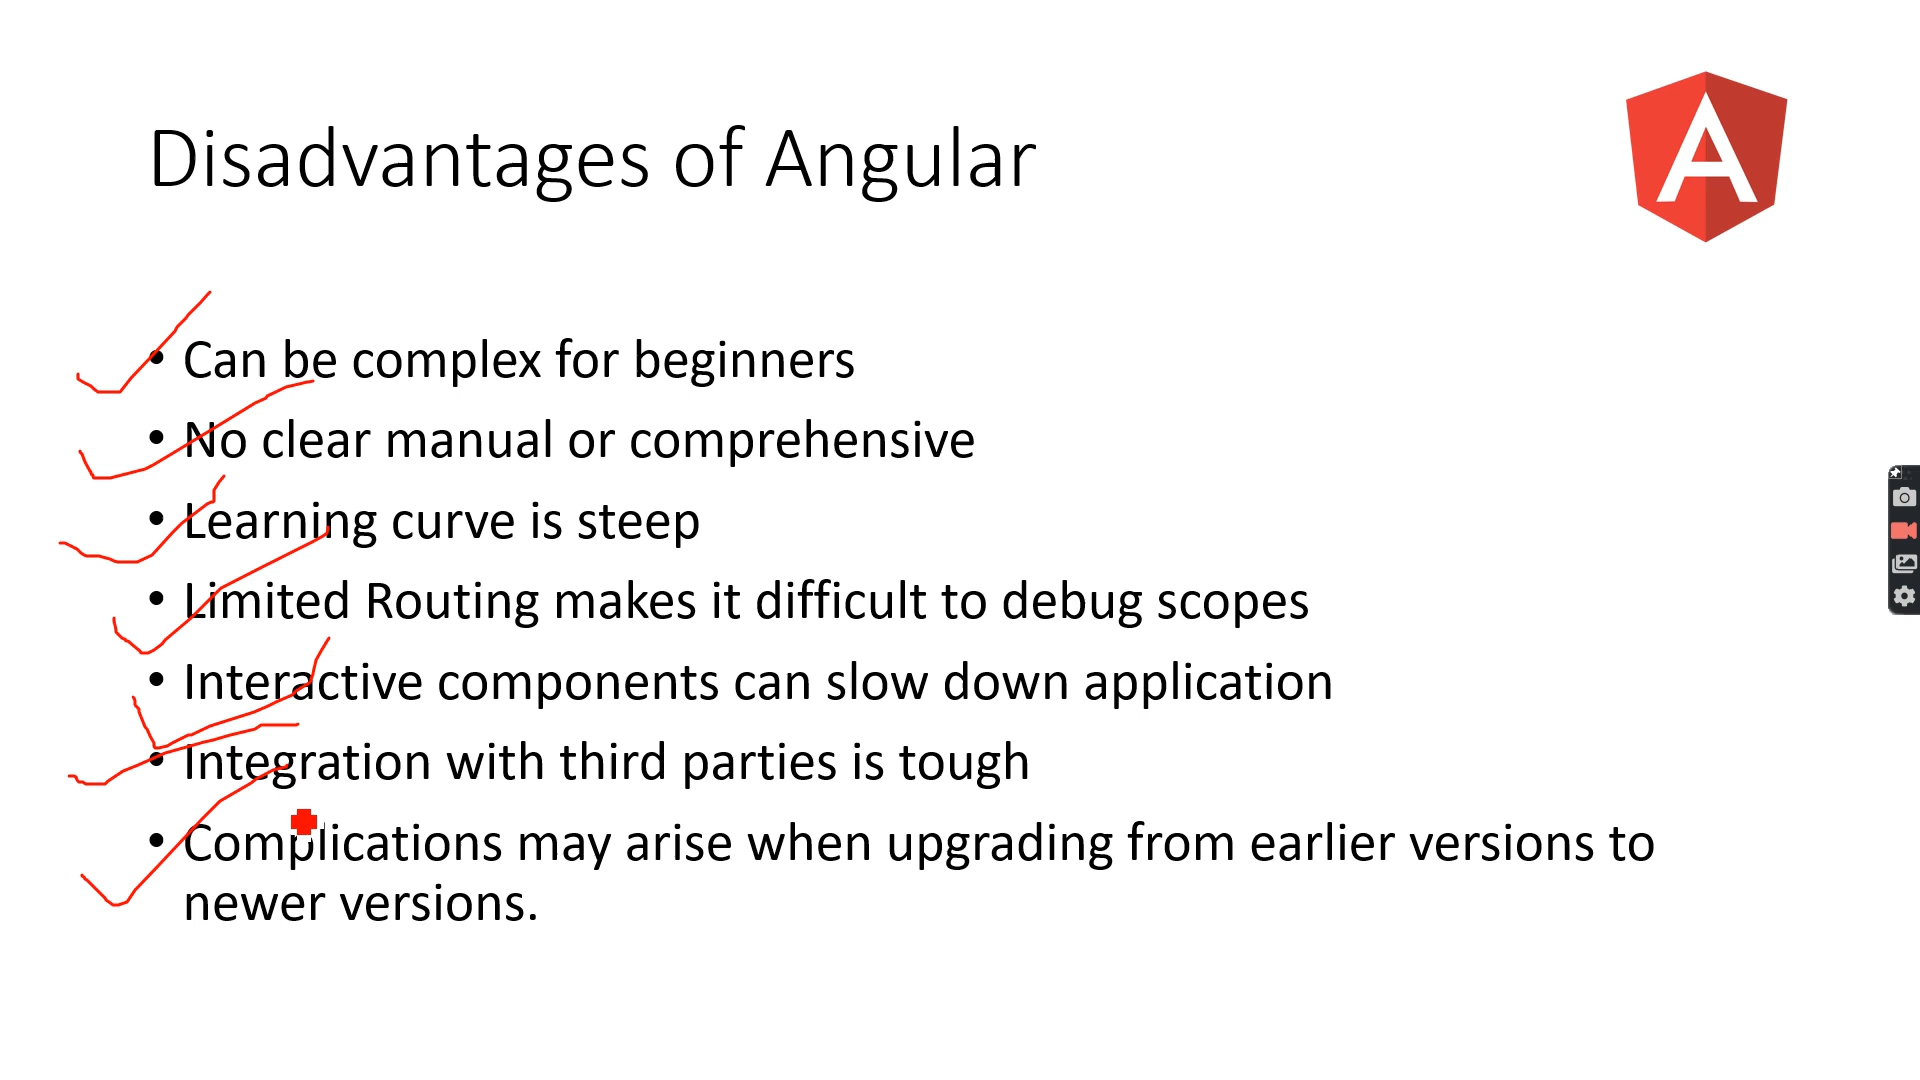 Disadvantages of Angular
A
• Can be complex for beginners
• No clear manual or comprehensive
• Learning curve is steep
• Limited Routing makes it difficult to debug scopes
• Interactive components can slow down application
• Integration with third parties is tough
• Complications may arise when upgrading from earlier versions to
newer versions.